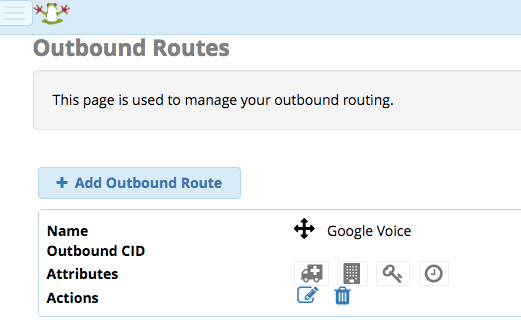 Outbound Routes
This page is used to manage your outbound routing.
+ Add Outbound Route
Name Google Voice
Outbound CID
Attributes
Actions